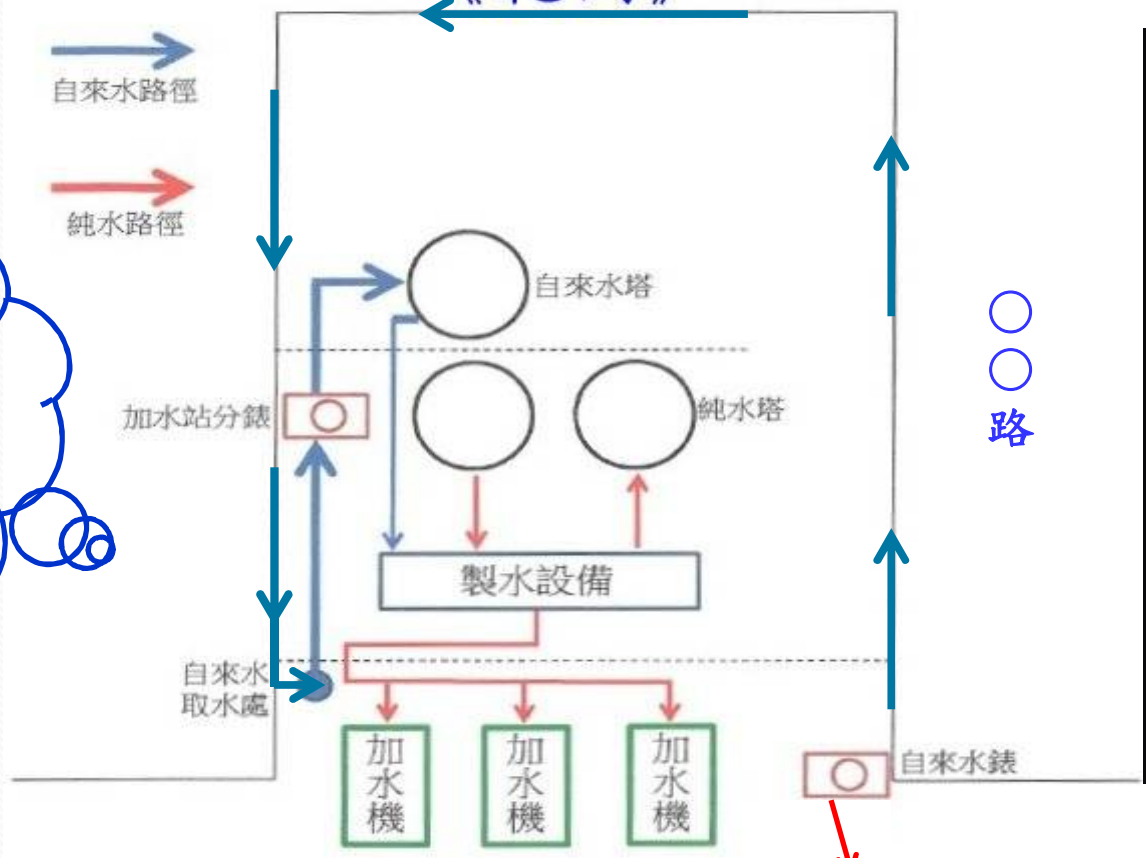 自來水路徑
純水路徑
自來水塔
加水站分錶
純水塔
○
○
路
製水設備
自來水
取水處
加水機
加水機
加水機
自來水錶